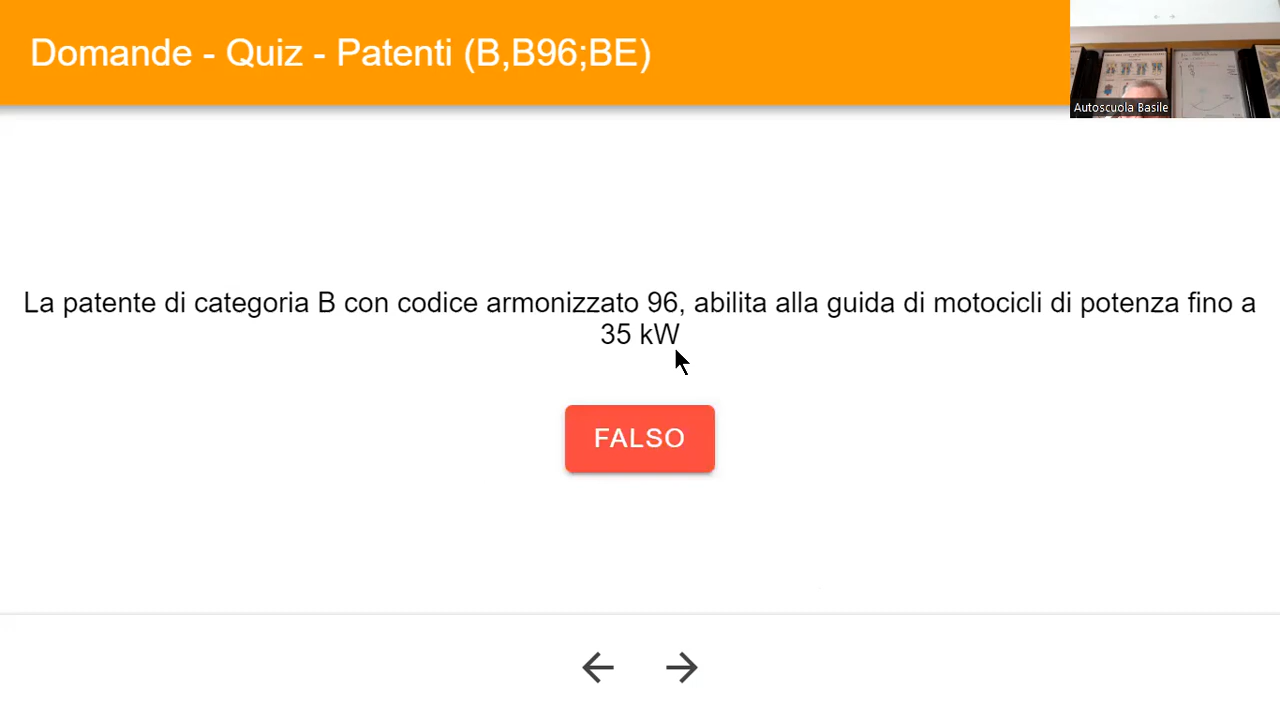 Domande - Quiz - Patenti (B,B96;BE)
Autoscuola Basile
La patente di categoria B con codice armonizzato 96, abilita alla guida di motocicli di potenza fino a
35 kW
FALSO